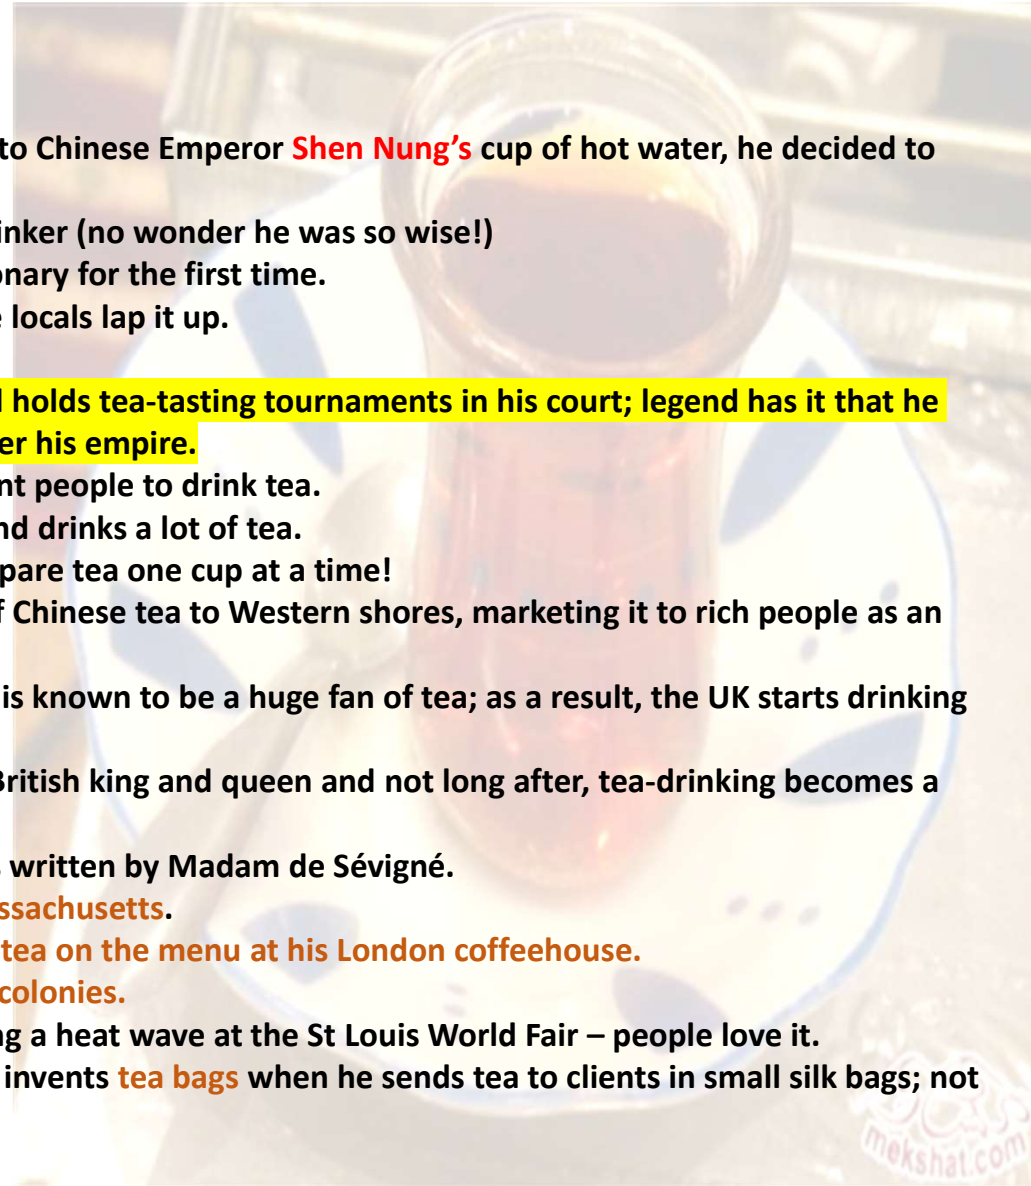 to Chinese Emperor Shen Nung’s cup of hot water, he decided to
inker (no wonder he was so wise!)
onary for the first time.
locals lap it up.
holds tea-tasting tournaments in his court; legend has it that he
er his empire.
nt people to drink tea.
nd drinks a lot of tea.
pare tea one cup at a time!
f Chinese tea to Western shores, marketing it to rich people as an
is known to be a huge fan of tea; as a result, the UK starts drinking
British king and queen and not long after, tea-drinking becomes a
written by Madam de Sévigné.
ssachusetts.
tea on the menu at his London coffeehouse.
colonies.
ng a heat wave at the St Louis World Fair – people love it.
invents tea bags when he sends tea to clients in small silk bags; not
mekshat.com